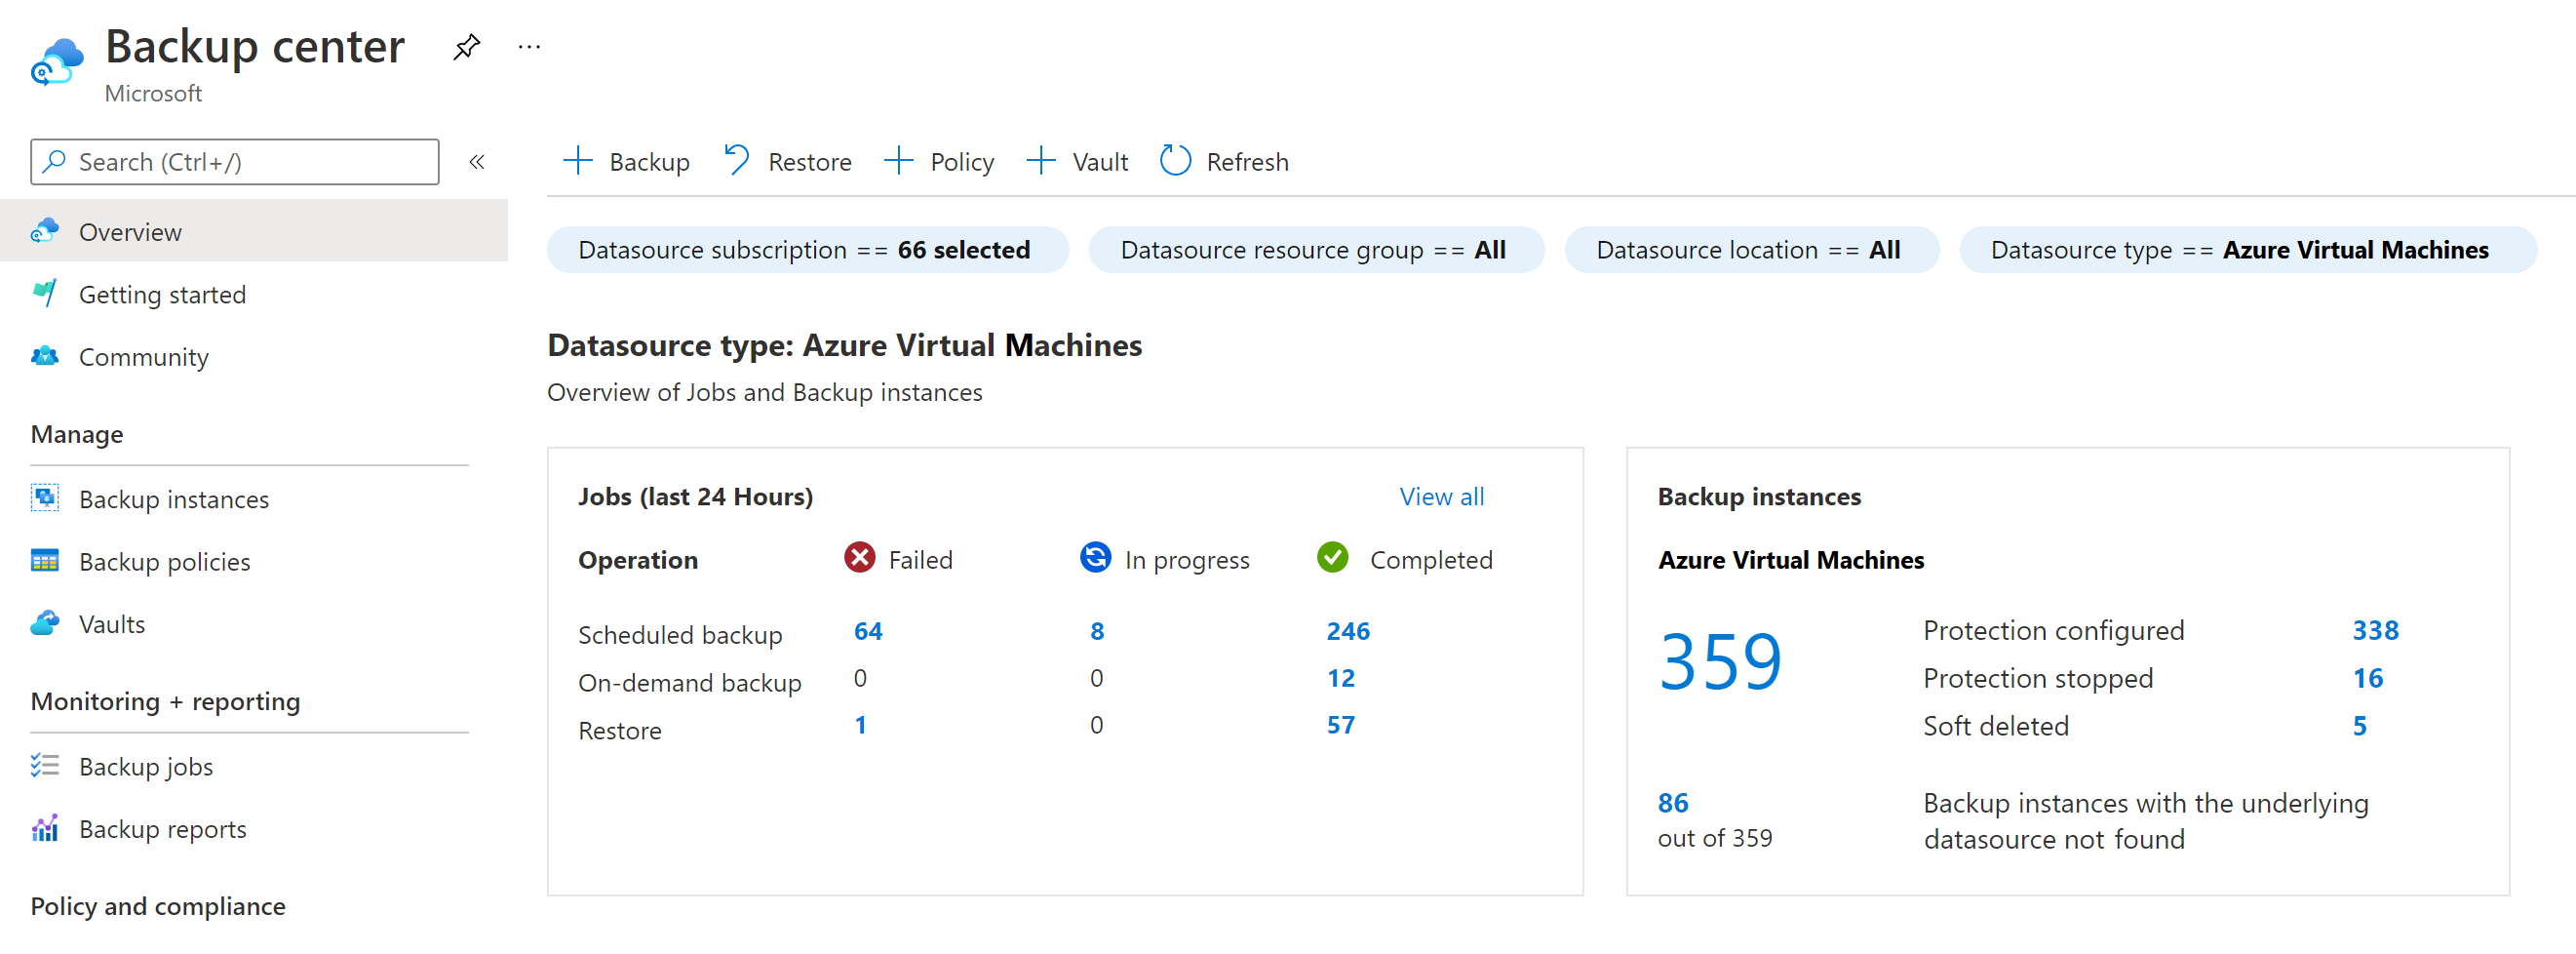 Backup center
...
Microsoft
Search (Ctrl+/)
«
Overview
Getting started
Community
Manage
Backup instances
Backup policies
Vaults
Monitoring + reporting
Backup jobs
Backup reports
Policy and compliance
Backup Restore Policy Vault Refresh
Datasource subscription == 66 selected Datasource resource group == All Datasource location == All Datasource type == Azure Virtual Machines
Datasource type: Azure Virtual Machines
Overview of Jobs and Backup instances
Jobs (last 24 Hours) View all
Operation Failed In progress Completed
Scheduled backup 64 8 246
On-demand backup 0 0 12
Restore 1 0 57
Backup instances
Azure Virtual Machines
359
Protection configured 338
Protection stopped 16
Soft deleted 5
86
out of 359
Backup instances with the underlying
datasource not found